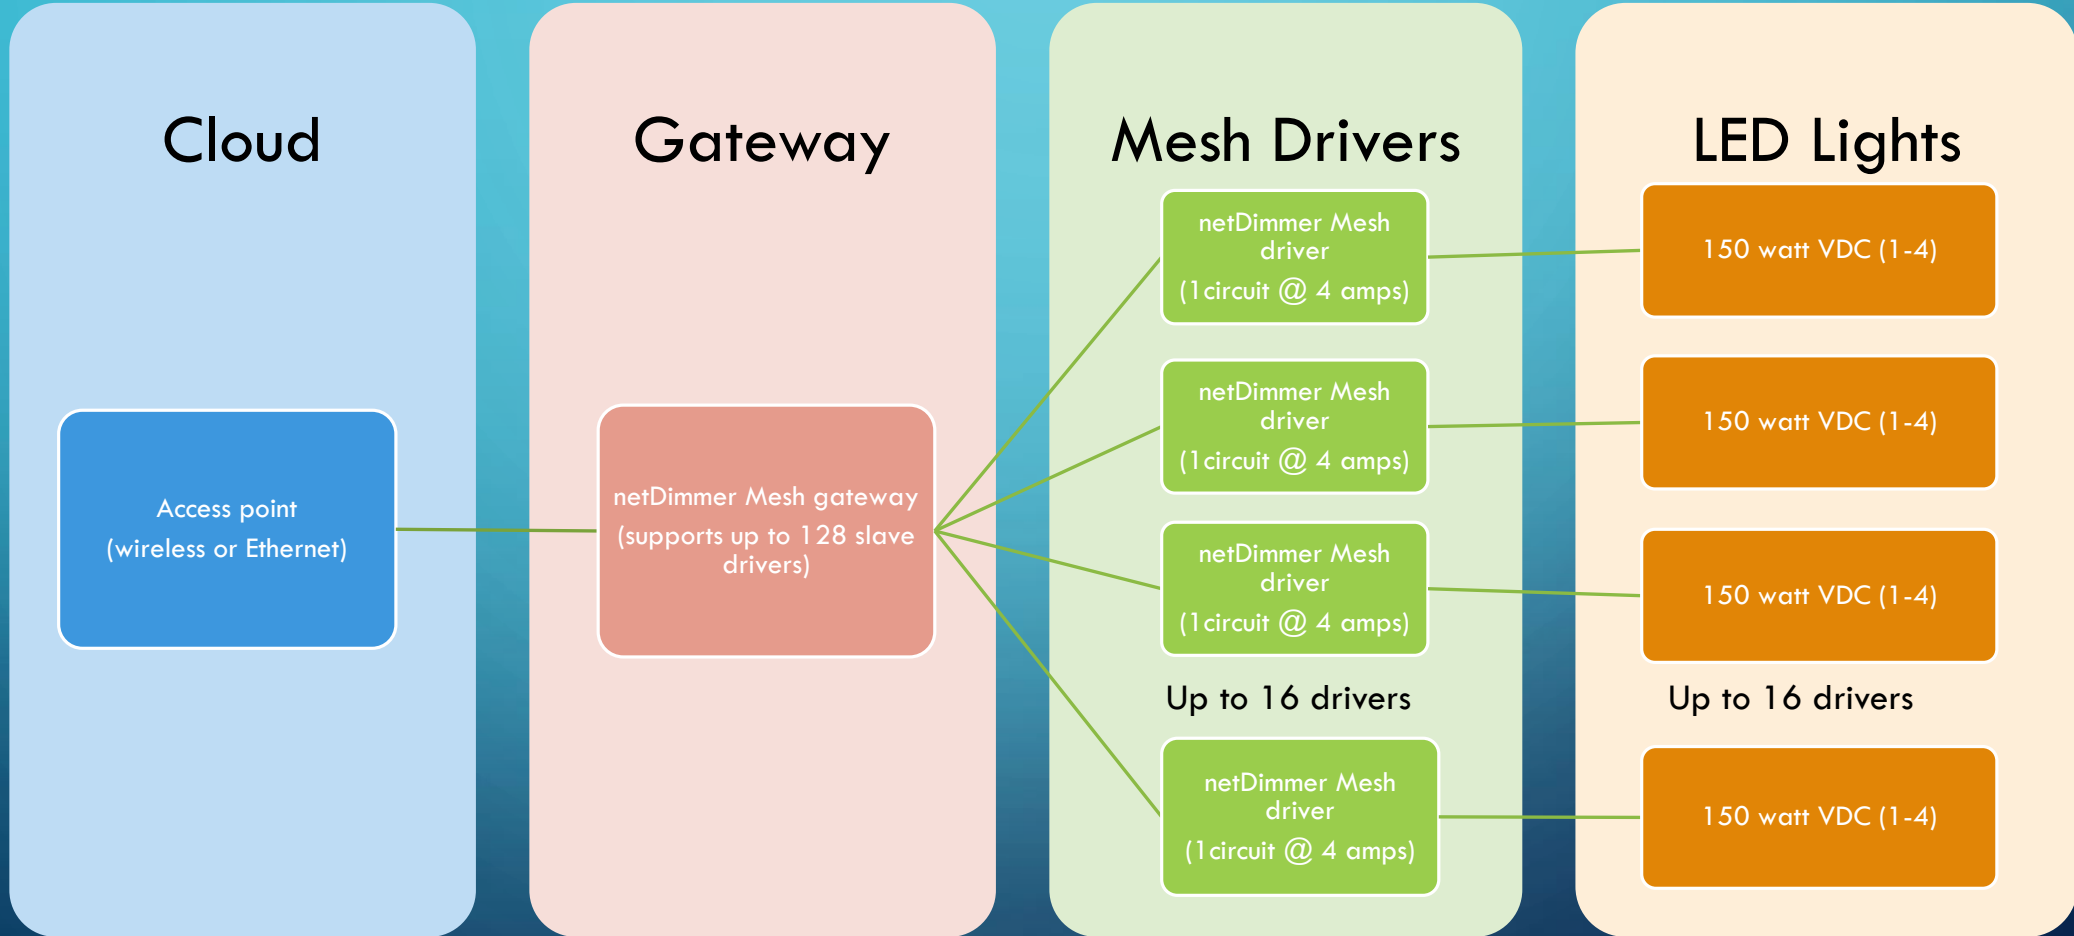 Cloud
Access point
(wireless or Ethernet)
Gateway
netDimmer Mesh gateway
(supports up to 128 slave
drivers)
Mesh Drivers
netDimmer Mesh
driver
(1circuit @ 4 amps)
netDimmer Mesh
driver
(1circuit @ 4 amps)
netDimmer Mesh
driver
(1circuit @ 4 amps)
Up to 16 drivers
netDimmer Mesh
driver
(1circuit @ 4 amps)
LED Lights
150 watt VDC (1-4)
150 watt VDC (1-4)
150 watt VDC (1-4)
Up to 16 drivers
150 watt VDC (1-4)